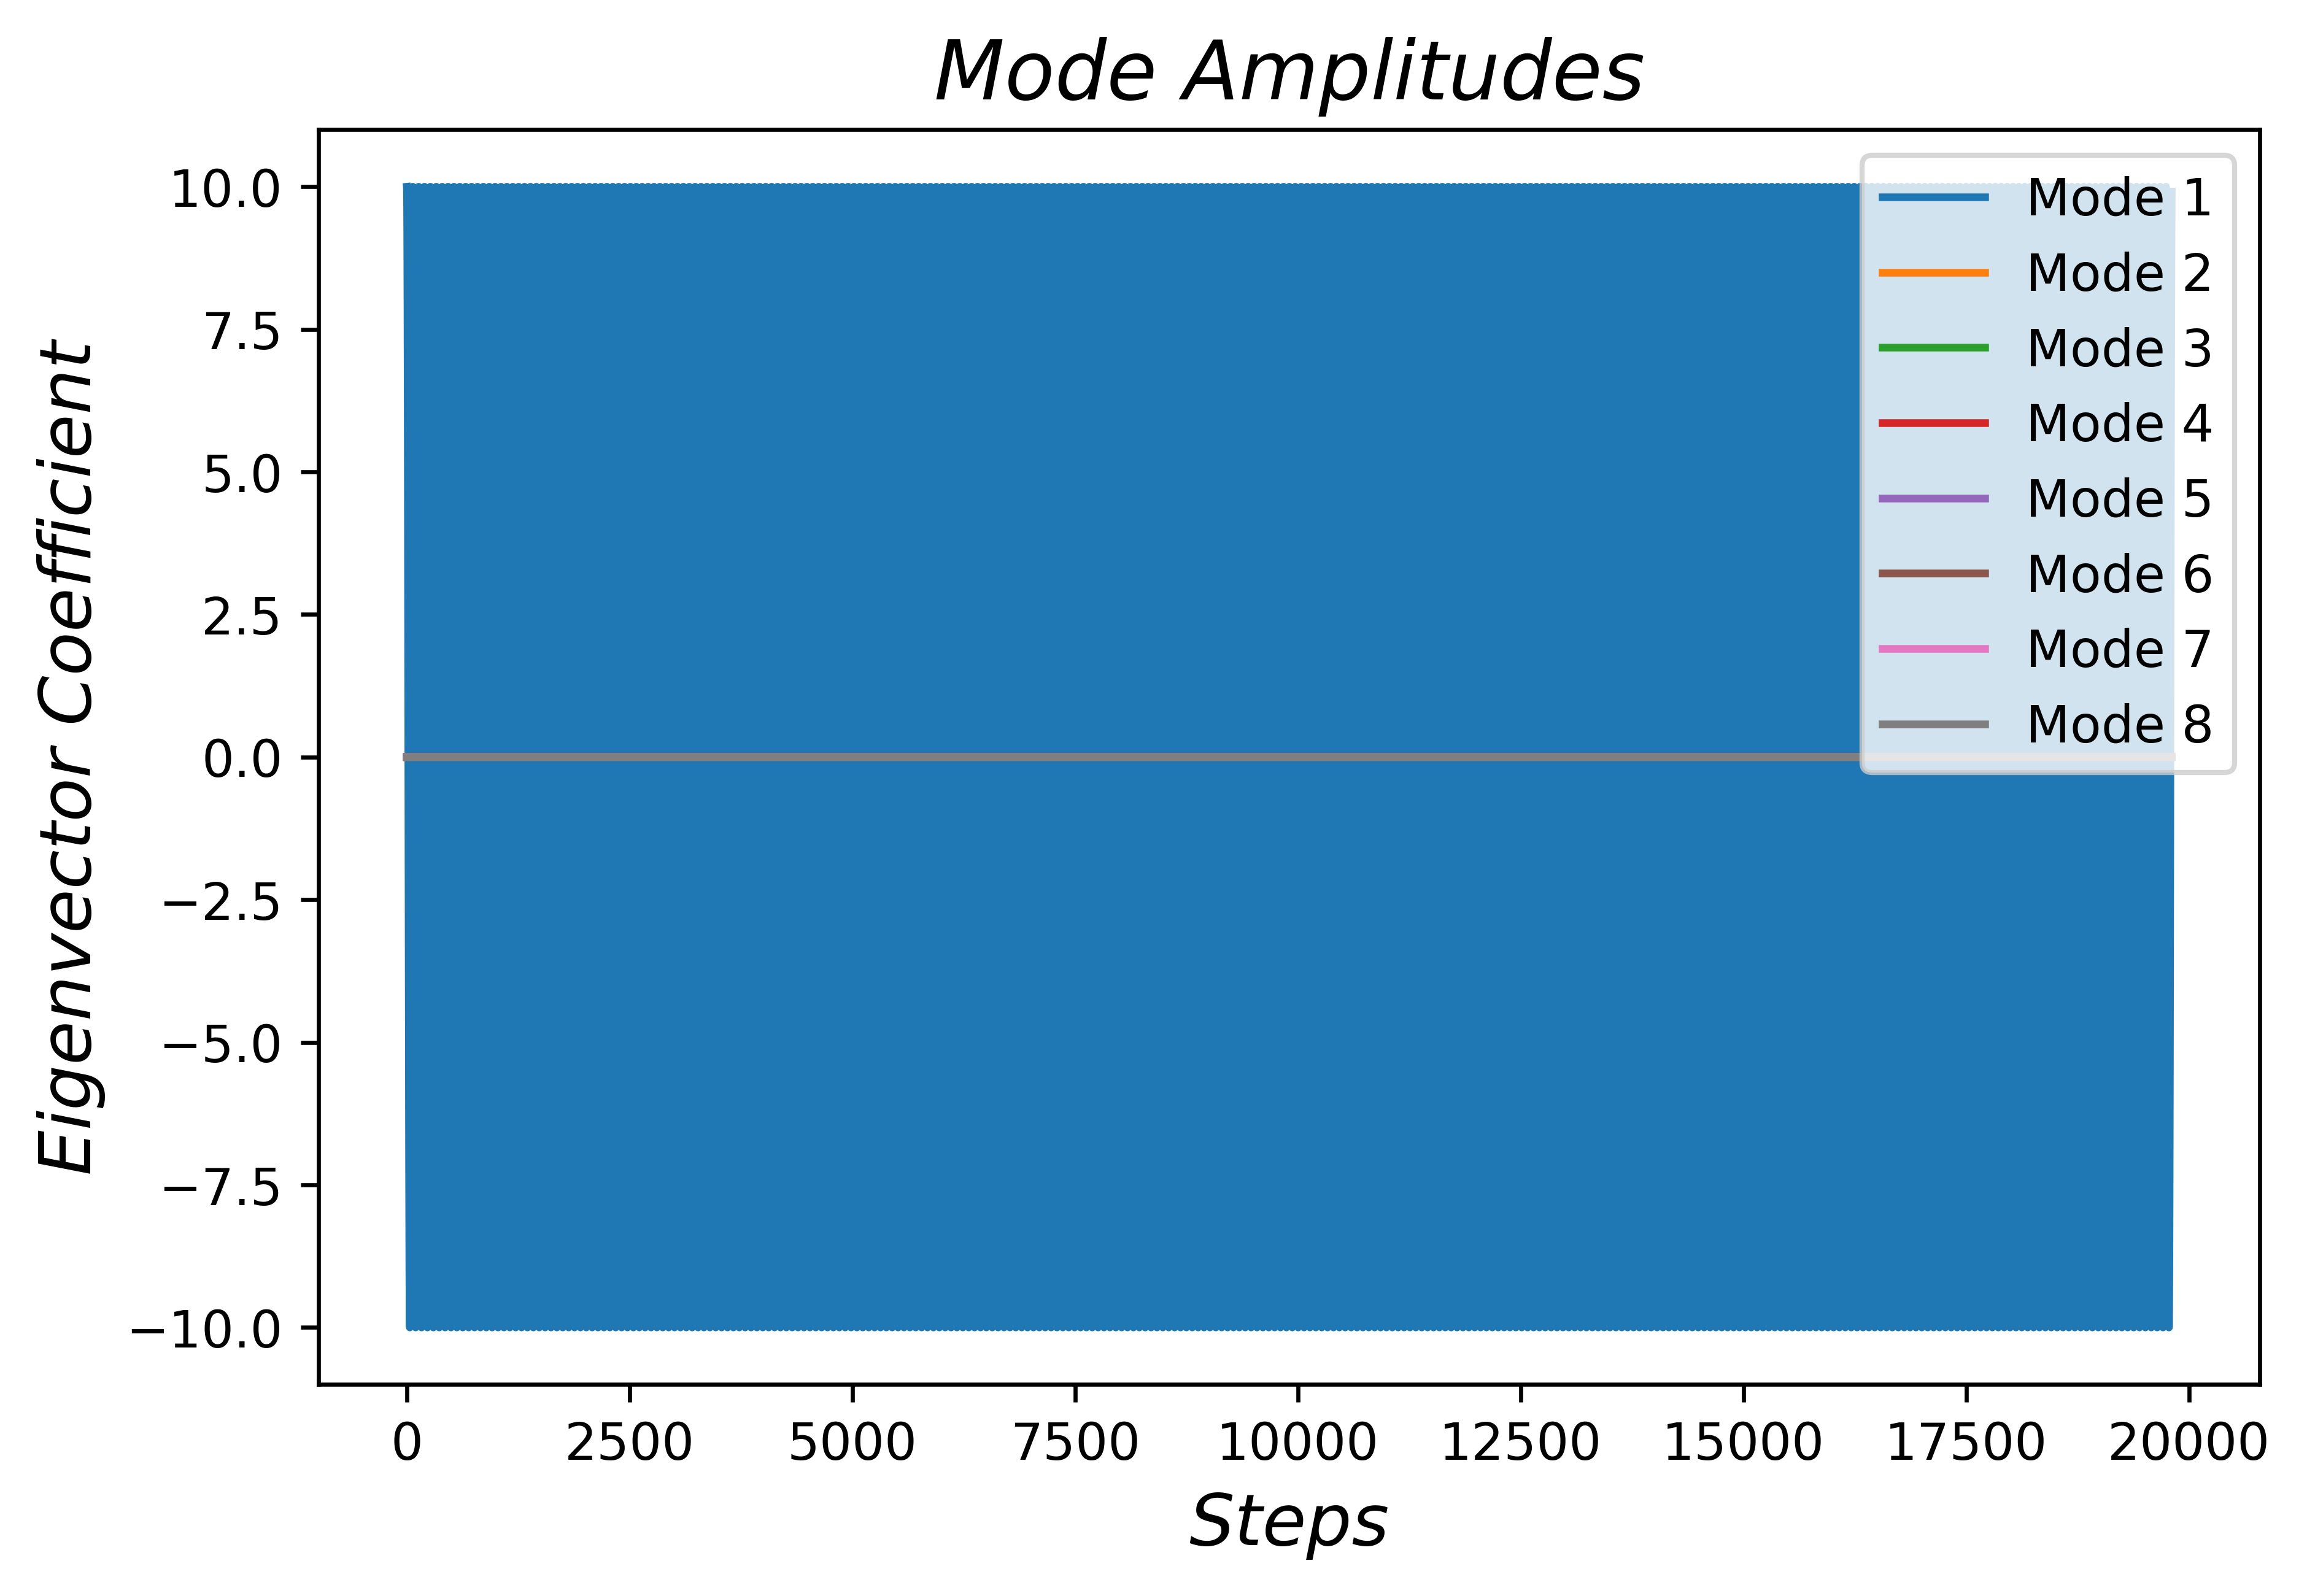 Mode Amplitudes
10.0
7.5
5.0
2.5
0.0
−2.5
−5.0
−7.5
−10.0
Eigenvector Coefficient
Mode 1
Mode 2
Mode 3
Mode 4
Mode 5
Mode 6
Mode 7
Mode 8
0 2500 5000 7500 10000 12500 15000 17500 20000
Steps